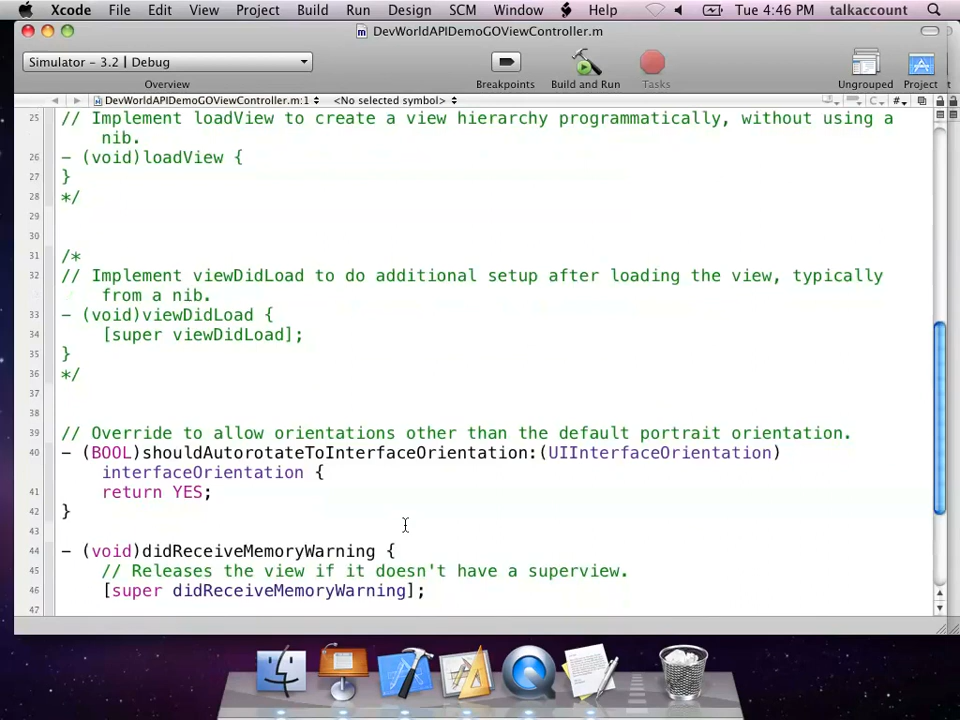 Xcode File Edit View Project Build Run Design SCM Window Help Tue 4:46 PM talkaccount
DevWorldAPIDemoGOViewController.m
Simulator - 3.2 | Debug
Overview Breakpoints Build and Run Tasks Ungrouped Project
DevWorldAPIDemoGOViewController.m:1 <No selected symbol> C #
25 // Implement loadView to create a view hierarchy programmatically, without using a
nib.
26 - (void)loadView {
27 }
28 */
29
30
31 /*
32 // Implement viewDidLoad to do additional setup after loading the view, typically
from a nib.
33 - (void)viewDidLoad {
34 [super viewDidLoad];
35 }
36 */
37
38
39 // Override to allow orientations other than the default portrait orientation.
40 - (BOOL)shouldAutorotateToInterfaceOrientation:(UIInterfaceOrientation)
interfaceOrientation {
41 return YES;
42 }
43
44 - (void)didReceiveMemoryWarning {
45 // Releases the view if it doesn't have a superview.
46 [super didReceiveMemoryWarning];
47